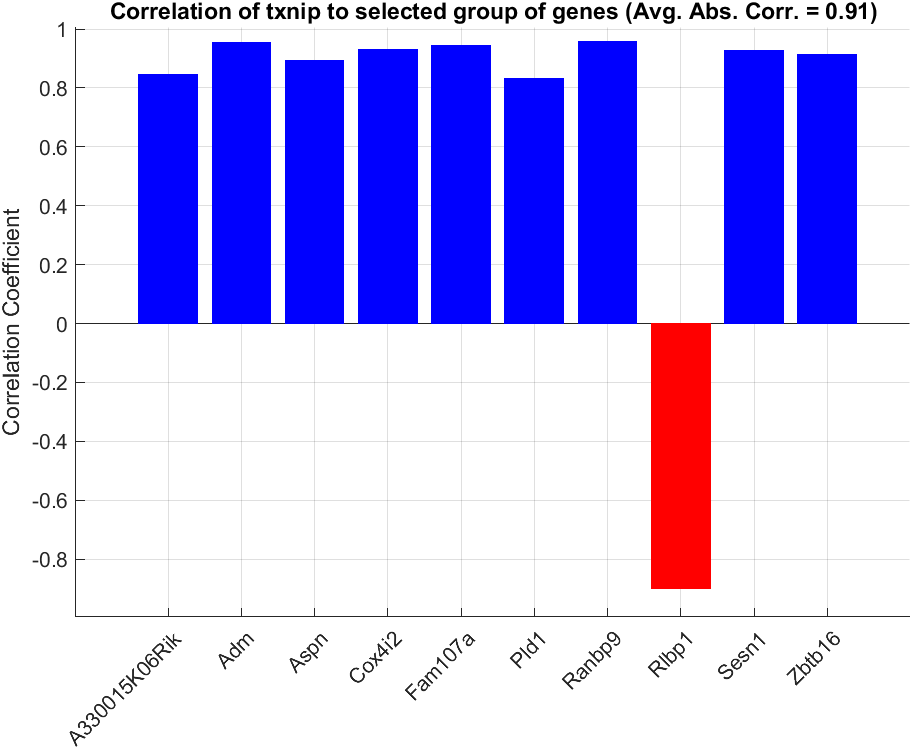 Correlation of txnip to selected group of genes (Avg. Abs. Corr. = 0.91)
Correlation Coefficient
1
0.8
0.6
0.4
0.2
0
-0.2
-0.4
-0.6
-0.8
A330015K06Rik
Adm
Aspn
Cox4i2
Fam107a
Pld1
Ranbp9
Rlbp1
Sesn1
Zbtb16